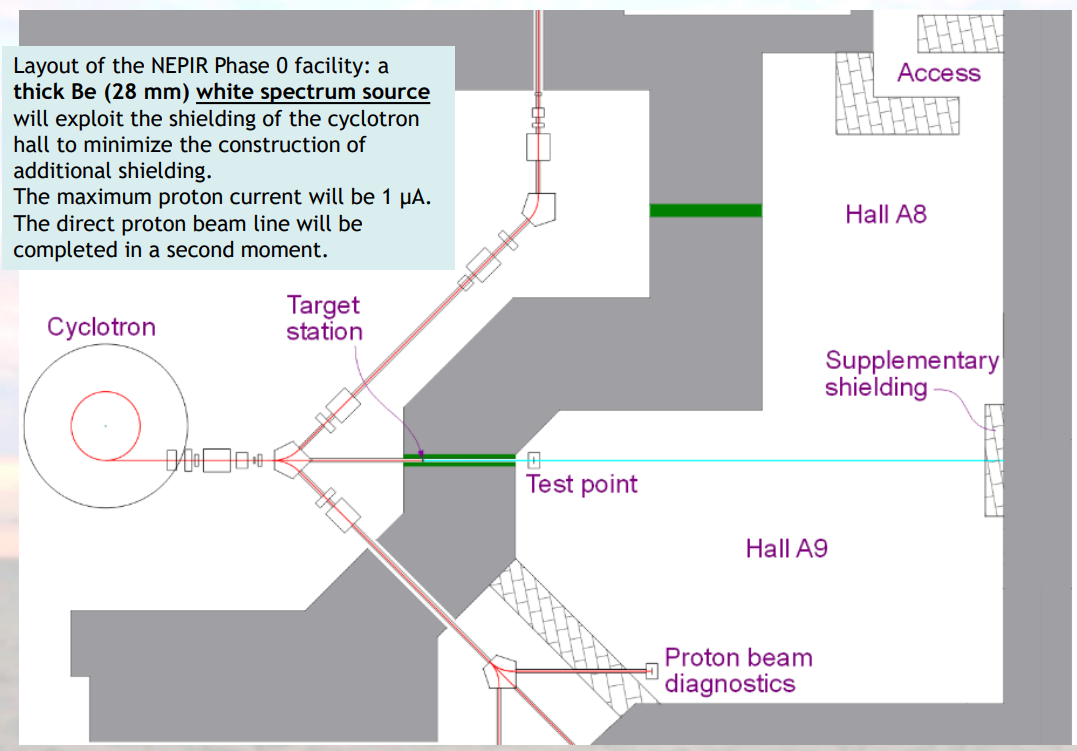 Layout of the NEPIR Phase 0 facility: a
thick Be (28 mm) white spectrum source
will exploit the shielding of the cyclotron
hall to minimize the construction of
additional shielding.
The maximum proton current will be 1 µA.
The direct proton beam line will be
completed in a second moment.
Access
Hall A8
Target
station
Cyclotron
Supplementary
shielding
Test point
Hall A9
Proton beam
diagnostics